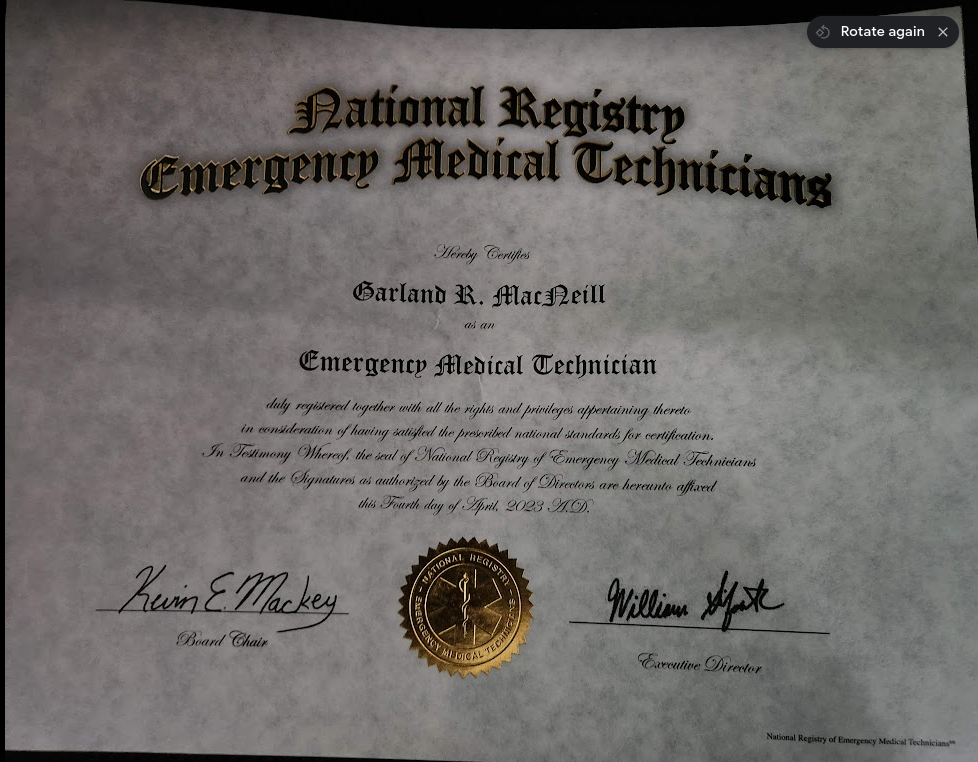 Rotate again
National Registry
Emergency Medical Technicians
Hereby Certifies
Garland R. MacNeill
as an
Emergency Medical Technician
duly registered together with all the rights and privileges appertaining thereto
in consideration of having satisfied the prescribed national standards for certification.
In Testimony Whereof, the seal of National Registry of Emergency Medical Technicians
and the Signatures as authorized by the Board of Directors are hereunto affixed
this Fourth day of April, 2023 A.D.
NATIONAL REGISTRY
EMERGENCY MEDICAL TECHNICIANS
Kevin E. Mackey
William
Board Chair
Executive Director
National Registry of Emergency Medical Technicians℠